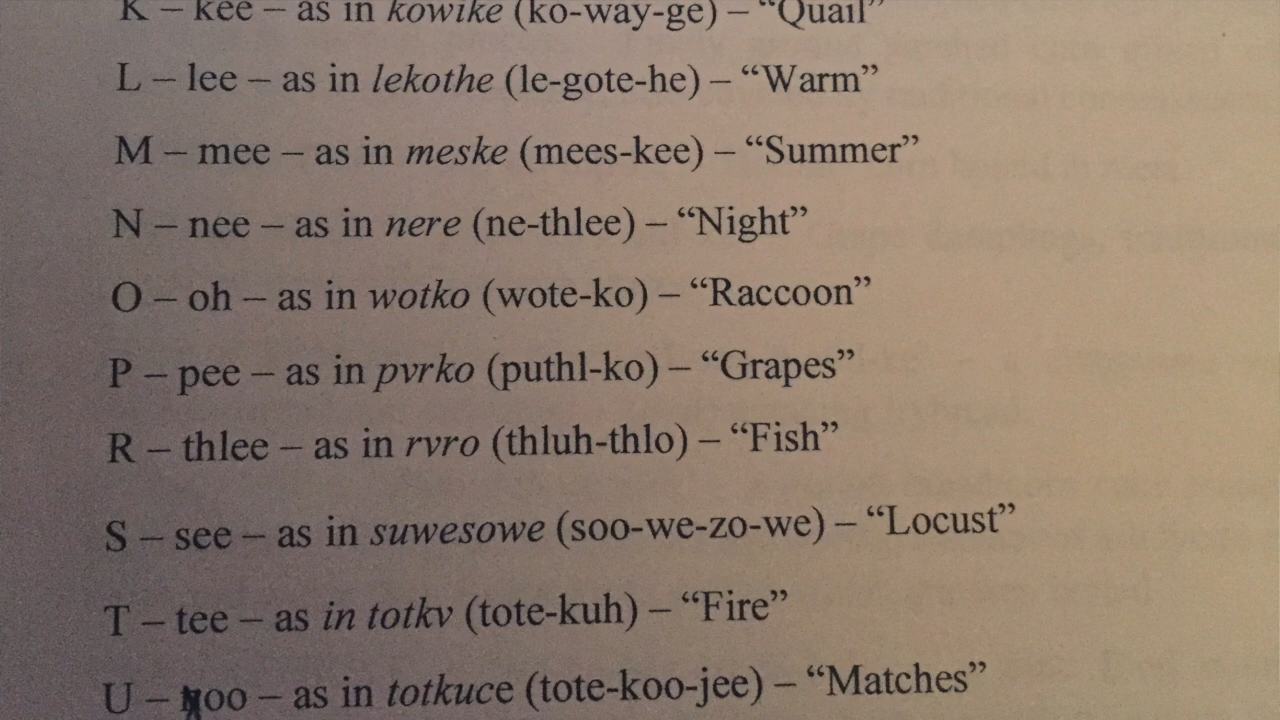 K – kee – as in kowike (ko-way-ge) – “Quail”
L – lee – as in lekothe (le-gote-he) – “Warm”
M – mee – as in meske (mees-kee) – “Summer”
N – nee – as in nere (ne-thlee) – “Night”
O – oh – as in wotko (wote-ko) – “Raccoon”
P – pee – as in pvrko (puthl-ko) – “Grapes”
R – thlee – as in rvro (thluh-thlo) – “Fish”
S – see – as in suwesowe (soo-we-zo-we) – “Locust”
T – tee – as in totkv (tote-kuh) – “Fire”
U – oo – as in totkuce (tote-koo-jee) – “Matches”